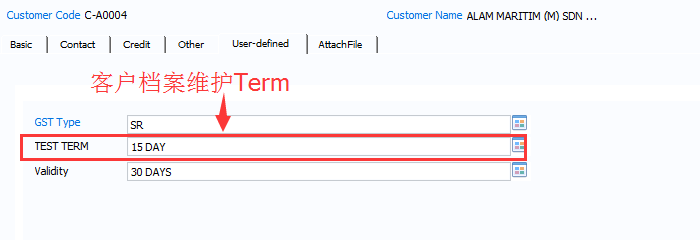 Customer Code C-A0004 Customer Name ALAM MARITIM (M) SDN ...
Basic Contact Credit Other User-defined AttachFile
客户档案维护Term
GST Type SR
TEST TERM 15 DAY
Validity 30 DAYS